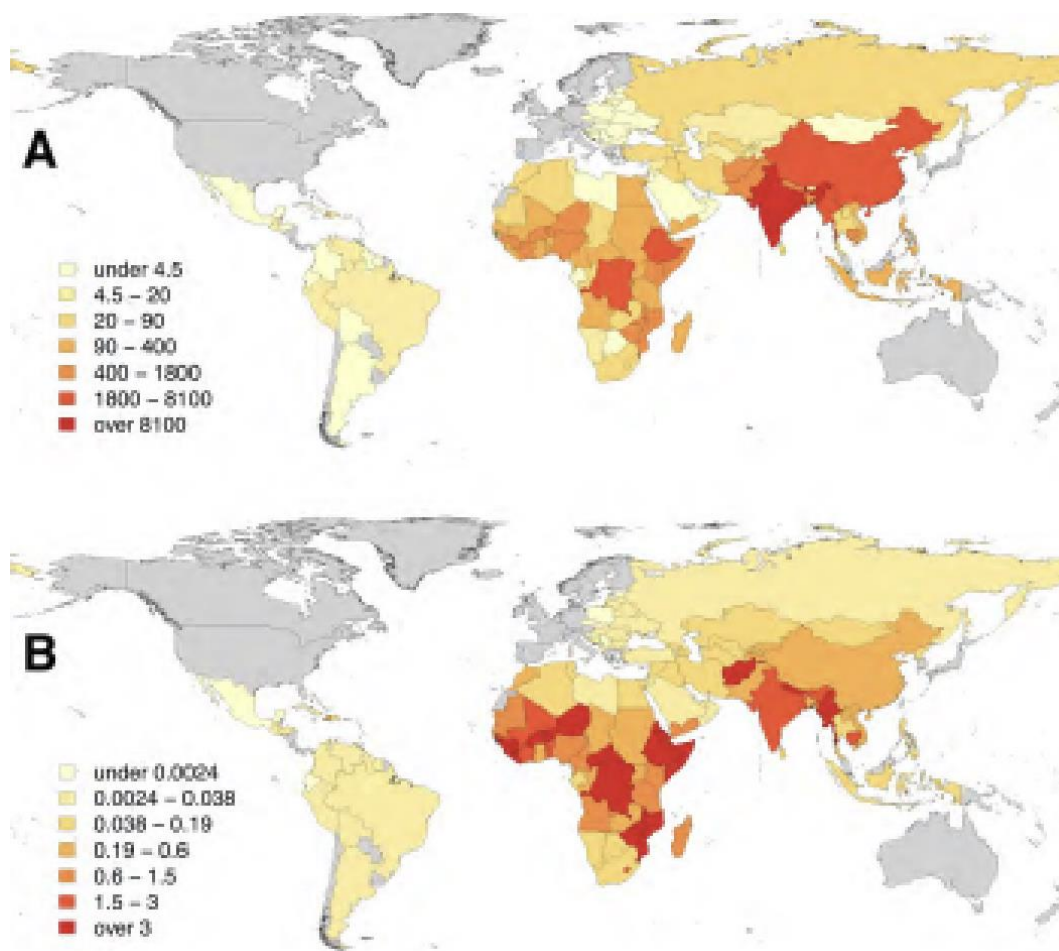 A
under 4.5
4.5 – 20
20 – 90
90 – 400
400 – 1800
1800 – 8100
over 8100
B
under 0.0024
0.0024 – 0.038
0.038 – 0.19
0.19 – 0.6
0.6 – 1.5
1.5 – 3
over 3